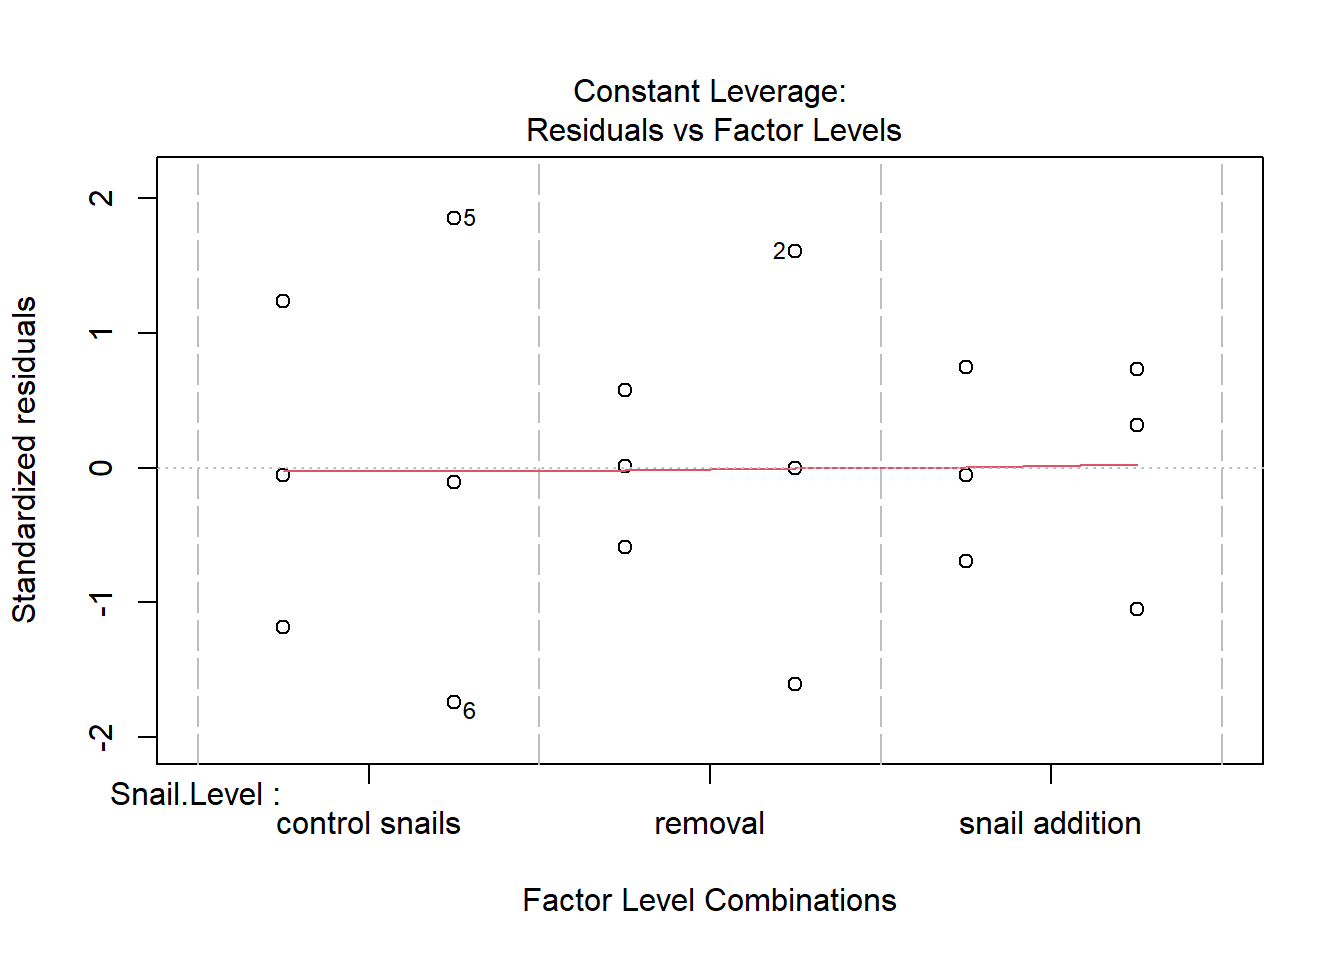 Constant Leverage:
Residuals vs Factor Levels
Standardized residuals
2
1
0
-1
-2
5
2
6
Snail.Level :
control snails
removal
snail addition
Factor Level Combinations